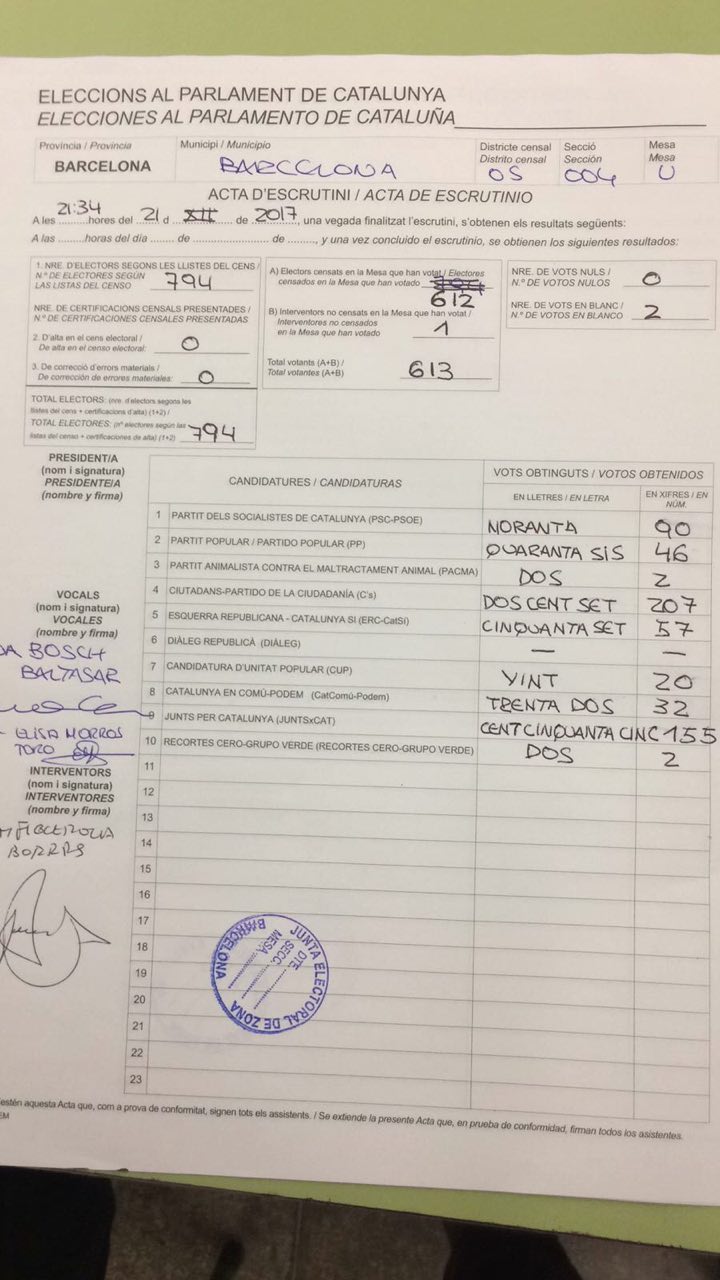 ELECCIONS AL PARLAMENT DE CATALUNYA
ELECCIONES AL PARLAMENTO DE CATALUÑA
Província / Provincia
BARCELONA
Municipi / Municipio
BARCELONA
Districte censal
Distrito censal
05
Secció
Sección
004
Mesa
Mesa
U
ACTA D'ESCRUTINI / ACTA DE ESCRUTINIO
A les 21:34 hores del 21 d XII de 2017, una vegada finalitzat l'escrutini, s'obtenen els resultats següents:
A las ........horas del día ........ de ........................ de ........, y una vez concluido el escrutinio, se obtienen los siguientes resultados:
1. NRE. D'ELECTORS SEGONS LES LLISTES DEL CENS /
N.º DE ELECTORES SEGÚN
LAS LISTAS DEL CENSO 794
NRE. DE CERTIFICACIONS CENSALS PRESENTADES /
N.º DE CERTIFICACIONES CENSALES PRESENTADAS
2. D'alta en el cens electoral /
De alta en el censo electoral: 0
3. De correcció d'errors materials /
De corrección de errores materiales: 0
TOTAL ELECTORS: (nre. d'electors segons les
llistes del cens + certificacions d'alta) (1+2) /
TOTAL ELECTORES: (nº electores según las
listas del censo + certificaciones de alta) (1+2) 794
A) Electors censats en la Mesa que han votat / Electores
censados en la Mesa que han votado
612
B) Interventors no censats en la Mesa que han votat /
Interventores no censados
en la Mesa que han votado 1
Total votants (A+B) /
Total votantes (A+B) 613
NRE. DE VOTS NULS /
N.º DE VOTOS NULOS 0
NRE. DE VOTS EN BLANC /
N.º DE VOTOS EN BLANCO 2
PRESIDENT/A
(nom i signatura)
PRESIDENTE/A
(nombre y firma)
VOCALS
(nom i signatura)
VOCALES
(nombre y firma)
BOSCH
BALTASAR
ELISA MORROS
TORO
INTERVENTORS
(nom i signatura)
INTERVENTORES
(nombre y firma)
BORRAS
CANDIDATURES / CANDIDATURAS
VOTS OBTINGUTS / VOTOS OBTENIDOS
EN LLETRES / EN LETRA
EN XIFRES / EN NÚM.
1 PARTIT DELS SOCIALISTES DE CATALUNYA (PSC-PSOE) NORANTA 90
2 PARTIT POPULAR / PARTIDO POPULAR (PP) QUARANTA SIS 46
3 PARTIT ANIMALISTA CONTRA EL MALTRACTAMENT ANIMAL (PACMA) DOS 2
4 CIUTADANS-PARTIDO DE LA CIUDADANÍA (C's) DOS CENT SET 207
5 ESQUERRA REPUBLICANA - CATALUNYA SI (ERC-CatSí) CINQUANTA SET 57
6 DIÀLEG REPUBLICÀ (DIÀLEG) — —
7 CANDIDATURA D'UNITAT POPULAR (CUP) VINT 20
8 CATALUNYA EN COMÚ-PODEM (CatComú-Podem) TRENTA DOS 32
9 JUNTS PER CATALUNYA (JUNTSxCAT) CENT CINQUANTA CINC 155
10 RECORTES CERO-GRUPO VERDE (RECORTES CERO-GRUPO VERDE) DOS 2
11
12
13
14
15
16
17
18
19
20
21
22
23
JUNTA ELECTORAL DE ZONA
BARCELONA
DTE.
SECC.
MESA
estén aquesta Acta que, com a prova de conformitat, signen tots els assistents. / Se extiende la presente Acta que, en prueba de conformidad, firman todos los asistentes.